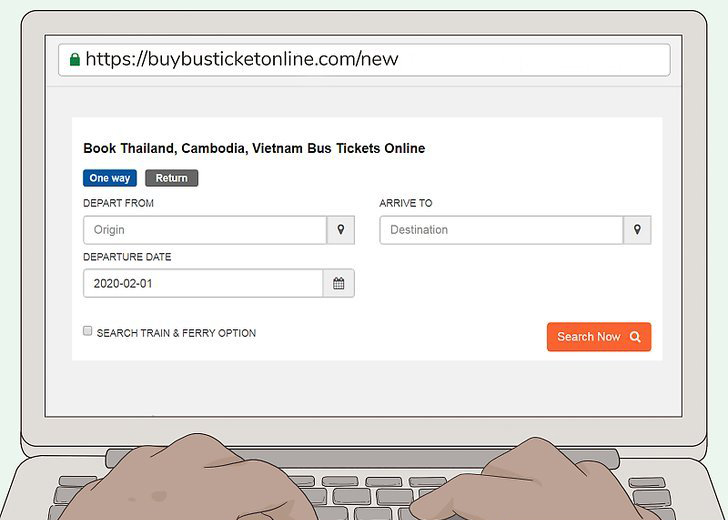 https://buybusticketonline.com/new
Book Thailand, Cambodia, Vietnam Bus Tickets Online
One way Return
DEPART FROM ARRIVE TO
Origin Destination
DEPARTURE DATE
2020-02-01
SEARCH TRAIN & FERRY OPTION
Search Now